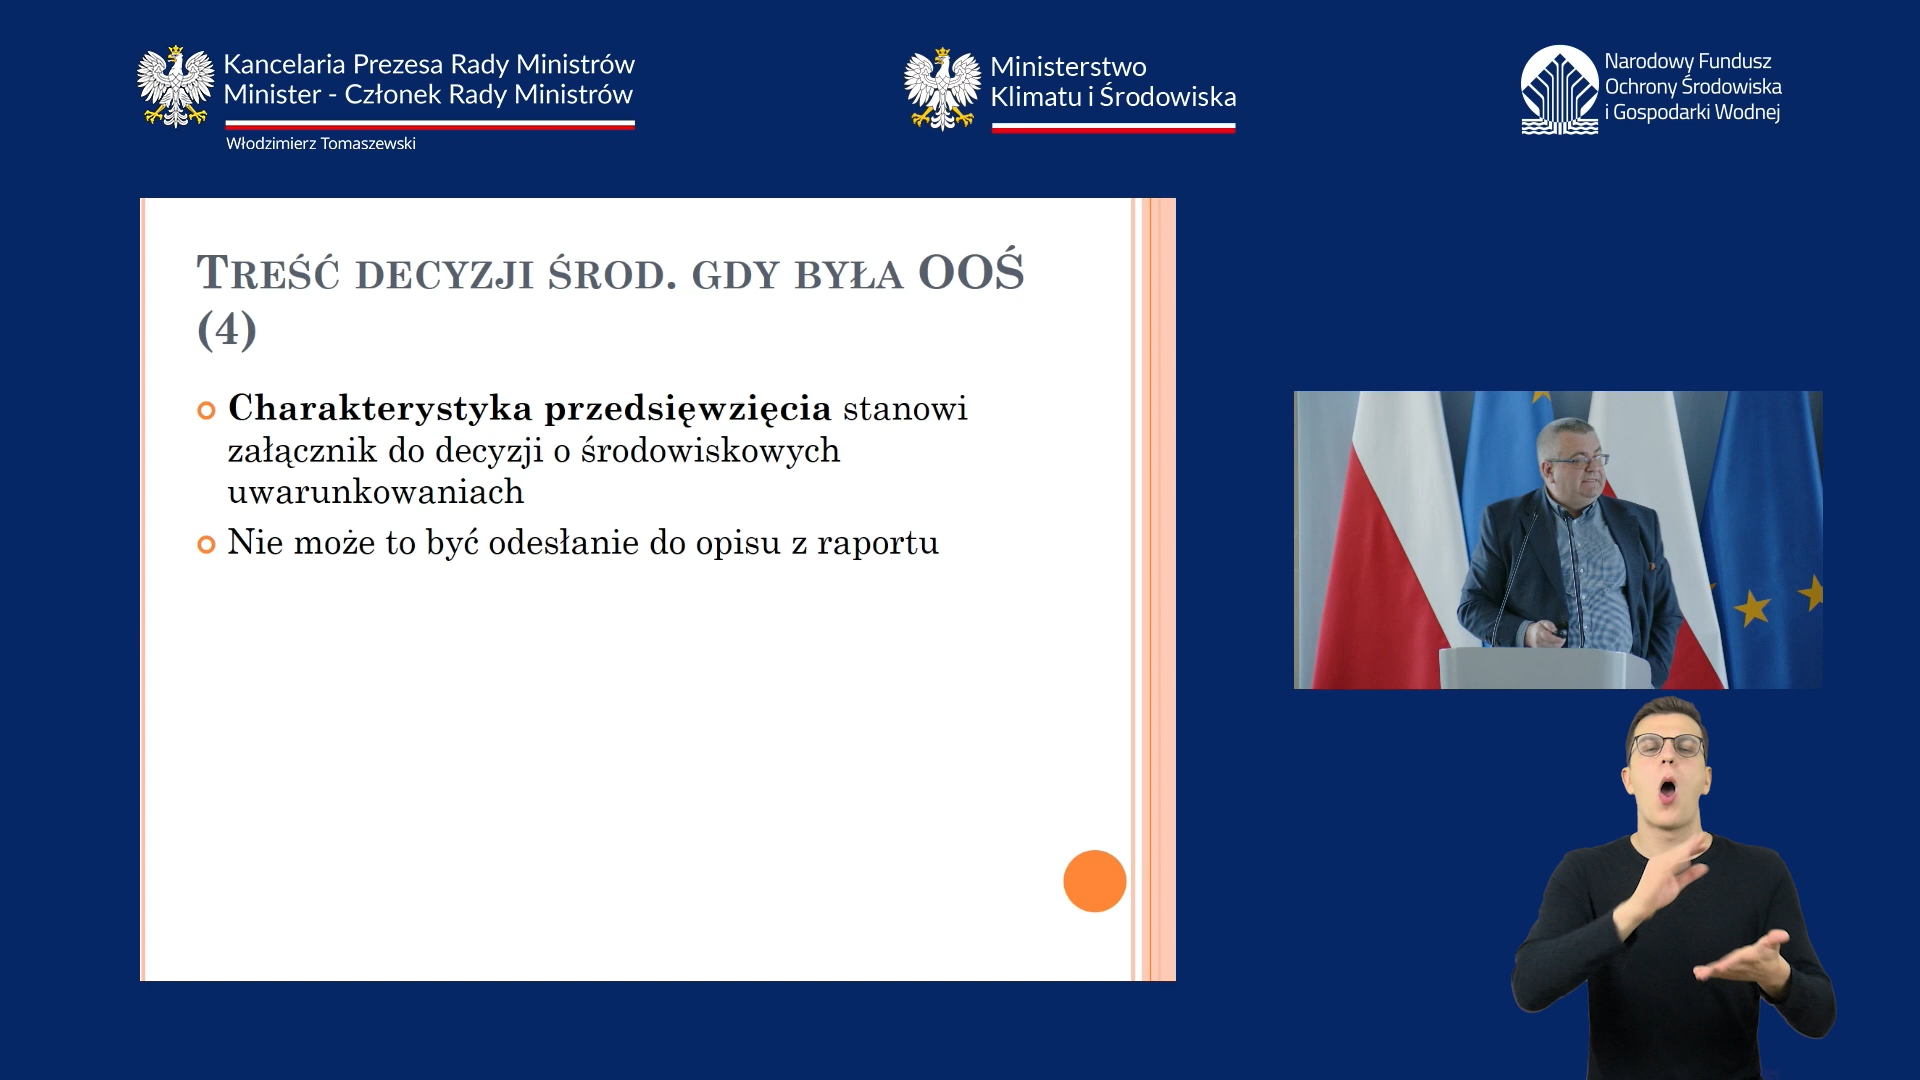 Kancelaria Prezesa Rady Ministrów
Minister - Członek Rady Ministrów
Włodzimierz Tomaszewski
Ministerstwo
Klimatu i Środowiska
Narodowy Fundusz
Ochrony Środowiska
i Gospodarki Wodnej
Treść decyzji środ. gdy była OOŚ
(4)
Charakterystyka przedsięwzięcia stanowi
załącznik do decyzji o środowiskowych
uwarunkowaniach
Nie może to być odesłanie do opisu z raportu